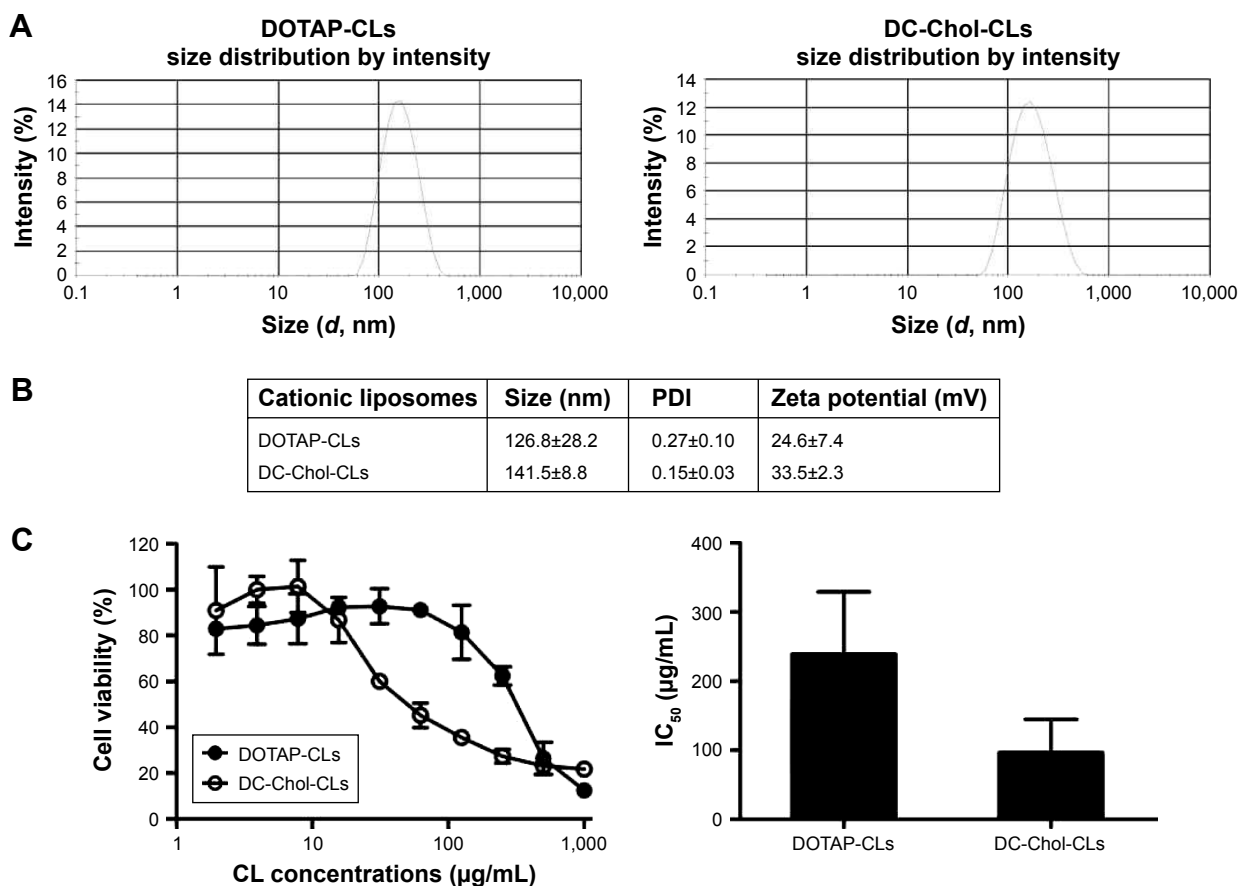 A
DOTAP-CLs
size distribution by intensity
Intensity (%)
16
14
12
10
8
6
4
2
0
0.1 1 10 100 1,000 10,000
Size (d, nm)
DC-Chol-CLs
size distribution by intensity
Intensity (%)
14
12
10
8
6
4
2
0
0.1 1 10 100 1,000 10,000
Size (d, nm)
B
Cationic liposomes Size (nm) PDI Zeta potential (mV)
DOTAP-CLs 126.8±28.2 0.27±0.10 24.6±7.4
DC-Chol-CLs 141.5±8.8 0.15±0.03 33.5±2.3
C
Cell viability (%)
120
100
80
60
40
20
0
DOTAP-CLs
DC-Chol-CLs
1 10 100 1,000
CL concentrations (µg/mL)
IC50 (µg/mL)
400
300
200
100
0
DOTAP-CLs DC-Chol-CLs